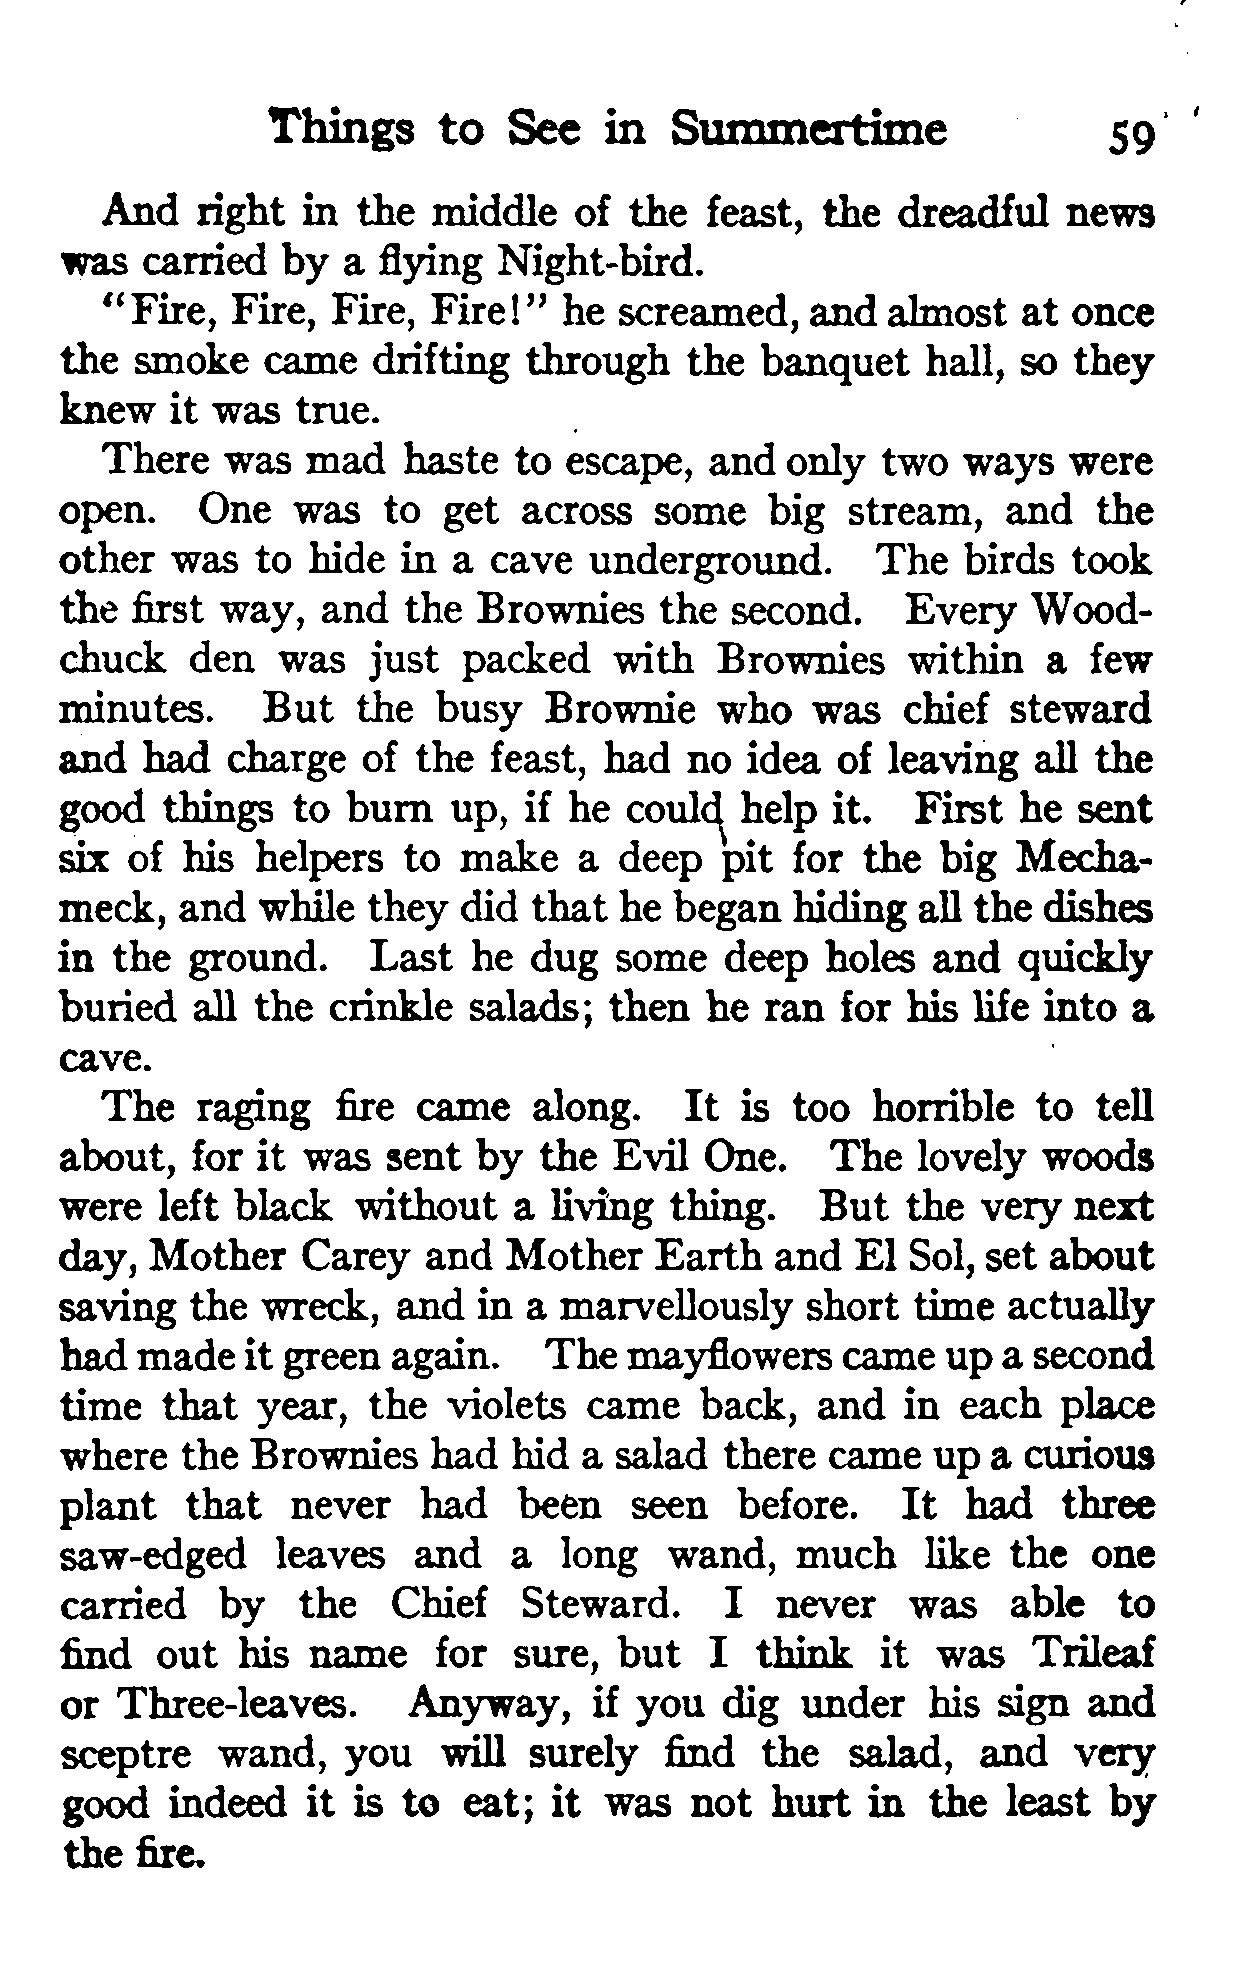 Things to See in Summertime 59
And right in the middle of the feast, the dreadful news
was carried by a flying Night-bird.
“Fire, Fire, Fire, Fire!” he screamed, and almost at once
the smoke came drifting through the banquet hall, so they
knew it was true.
There was mad haste to escape, and only two ways were
open. One was to get across some big stream, and the
other was to hide in a cave underground. The birds took
the first way, and the Brownies the second. Every Wood-
chuck den was just packed with Brownies within a few
minutes. But the busy Brownie who was chief steward
and had charge of the feast, had no idea of leaving all the
good things to burn up, if he could help it. First he sent
six of his helpers to make a deep pit for the big Mecha-
meck, and while they did that he began hiding all the dishes
in the ground. Last he dug some deep holes and quickly
buried all the crinkle salads; then he ran for his life into a
cave.
The raging fire came along. It is too horrible to tell
about, for it was sent by the Evil One. The lovely woods
were left black without a living thing. But the very next
day, Mother Carey and Mother Earth and El Sol, set about
saving the wreck, and in a marvellously short time actually
had made it green again. The mayflowers came up a second
time that year, the violets came back, and in each place
where the Brownies had hid a salad there came up a curious
plant that never had been seen before. It had three
saw-edged leaves and a long wand, much like the one
carried by the Chief Steward. I never was able to
find out his name for sure, but I think it was Trileaf
or Three-leaves. Anyway, if you dig under his sign and
sceptre wand, you will surely find the salad, and very
good indeed it is to eat; it was not hurt in the least by
the fire.